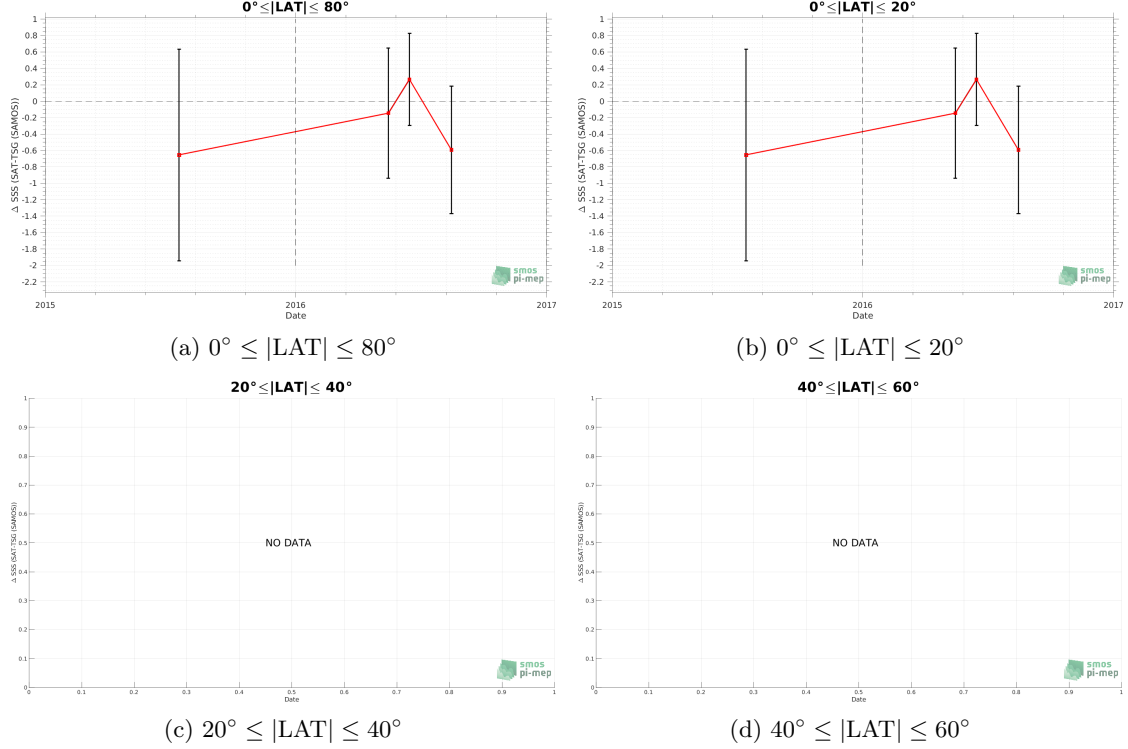 0°≤|LAT|≤ 80°
1
0.8
0.6
0.4
0.2
0
-0.2
-0.4
-0.6
-0.8
-1
-1.2
-1.4
-1.6
-1.8
-2
-2.2
Δ SSS (SAT-TSG (SAMOS))
2015
2016
2017
Date
smos
pi-mep
(a) 0° ≤ |LAT| ≤ 80°
0°≤|LAT|≤ 20°
1
0.8
0.6
0.4
0.2
0
-0.2
-0.4
-0.6
-0.8
-1
-1.2
-1.4
-1.6
-1.8
-2
-2.2
Δ SSS (SAT-TSG (SAMOS))
2015
2016
2017
Date
smos
pi-mep
(b) 0° ≤ |LAT| ≤ 20°
20°≤|LAT|≤ 40°
1
0.9
0.8
0.7
0.6
0.5
0.4
0.3
0.2
0.1
0
Δ SSS (SAT-TSG (SAMOS))
NO DATA
0 0.1 0.2 0.3 0.4 0.5 0.6 0.7 0.8 0.9 1
Date
smos
pi-mep
(c) 20° ≤ |LAT| ≤ 40°
40°≤|LAT|≤ 60°
1
0.9
0.8
0.7
0.6
0.5
0.4
0.3
0.2
0.1
0
Δ SSS (SAT-TSG (SAMOS))
NO DATA
0 0.1 0.2 0.3 0.4 0.5 0.6 0.7 0.8 0.9 1
Date
smos
pi-mep
(d) 40° ≤ |LAT| ≤ 60°